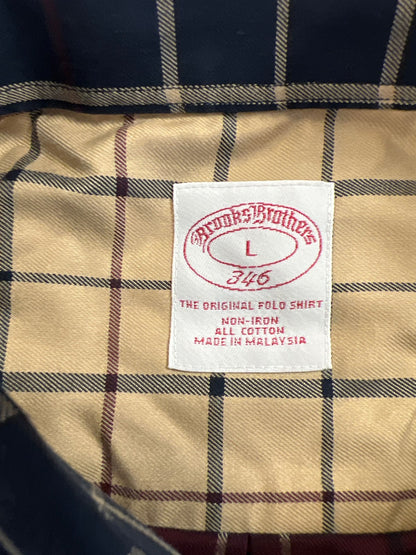 Brooks Brothers
L
346
THE ORIGINAL POLO SHIRT
NON-IRON
ALL COTTON
MADE IN MALAYSIA